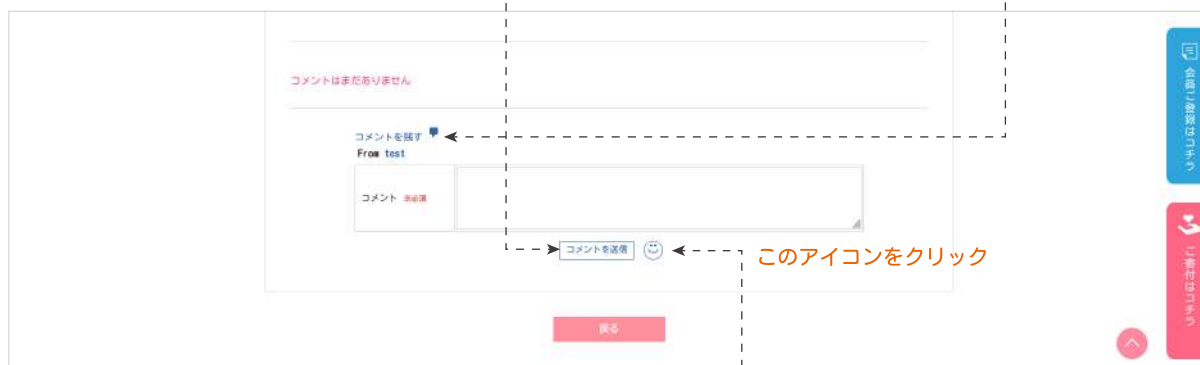 コメントはまだありません
コメントを残す
From test
コメント ※必須
コメントを送信
このアイコンをクリック
戻る
会員ご登録はコチラ
ご寄付はコチラ